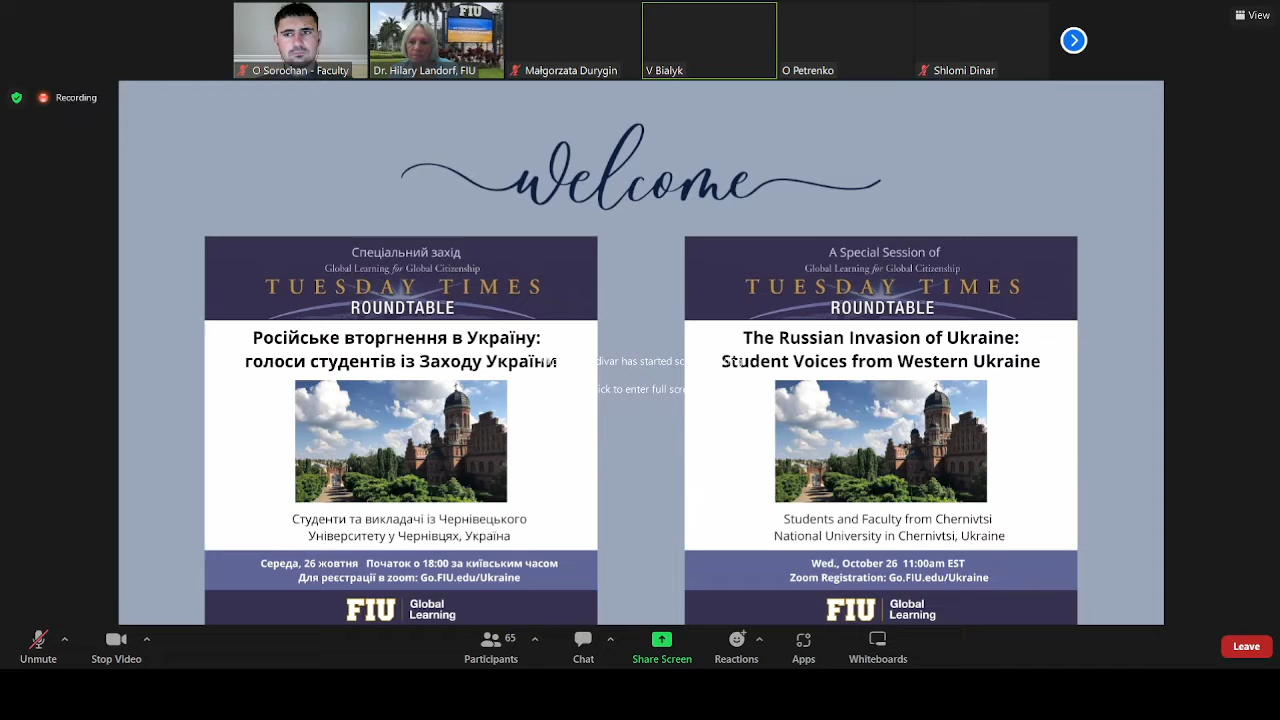 FIU
View
O Sorochan - Faculty
Dr. Hilary Landorf, FIU
Małgorzata Durygin
V Bialyk
O Petrenko
Shlomi Dinar
Recording
welcome
Спеціальний захід
Global Learning for Global Citizenship
TUESDAY TIMES
ROUNDTABLE
Російське вторгнення в Україну:
голоси студентів із Заходу України
Студенти та викладачі із Чернівецького
Університету у Чернівцях, Україна
Середа, 26 жовтня Початок о 18:00 за київським часом
Для реєстрації в zoom: Go.FIU.edu/Ukraine
FIU Global
Learning
A Special Session of
Global Learning for Global Citizenship
TUESDAY TIMES
ROUNDTABLE
The Russian Invasion of Ukraine:
Student Voices from Western Ukraine
Students and Faculty from Chernivtsi
National University in Chernivtsi, Ukraine
Wed., October 26 11:00am EST
Zoom Registration: Go.FIU.edu/Ukraine
FIU Global
Learning
has started
to enter full
Unmute
Stop Video
65
Participants
Chat
Share Screen
Reactions
Apps
Whiteboards
Leave